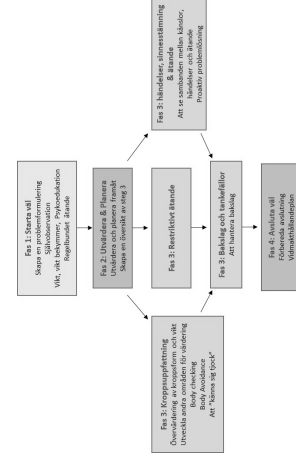 Fas 1: Starta väl
Skapa en problemformulering
Självobservation
Vikt, vikt bekymmer, Psykoedukation
Regelbundet ätande
Fas 2: Utvärdera & Planera
Utvärdera och planera framåt
Skapa en översikt av steg 3
Fas 3: Kroppsuppfattning
Övervärdering av kroppsform och vikt
Utveckla andra områden för värdering
Body checking
Body Avoidance
Att "känna sig tjock"
Fas 3: Restriktivt ätande
Fas 3: händelser, sinnesstämning
& ätande
Att se sambanden mellan känslor,
händelser och ätande
Proaktiv problemlösning
Fas 3: Bakslag och tankefällor
Att hantera bakslag
Fas 4: Avsluta väl
Förbereda avslutning
Vidmakthållandeplan